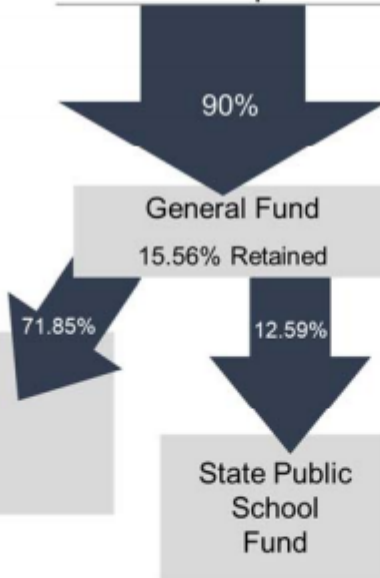 90%
General Fund
15.56% Retained
71.85%
12.59%
State Public
School
Fund